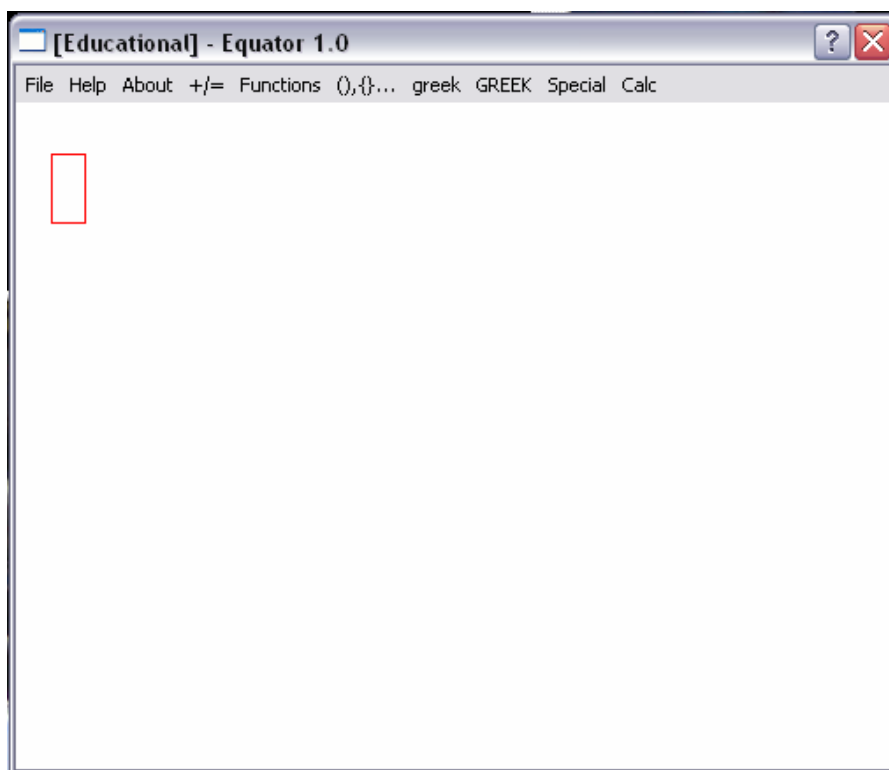 [Educational] - Equator 1.0
?
File Help About +/= Functions (),{}... greek GREEK Special Calc